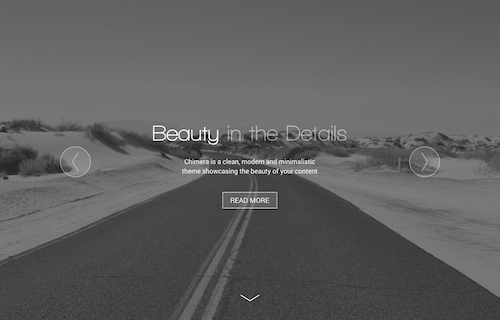 Beauty in the Details
Chimera is a clean, modern and minimalistic
theme showcasing the beauty of your content
READ MORE